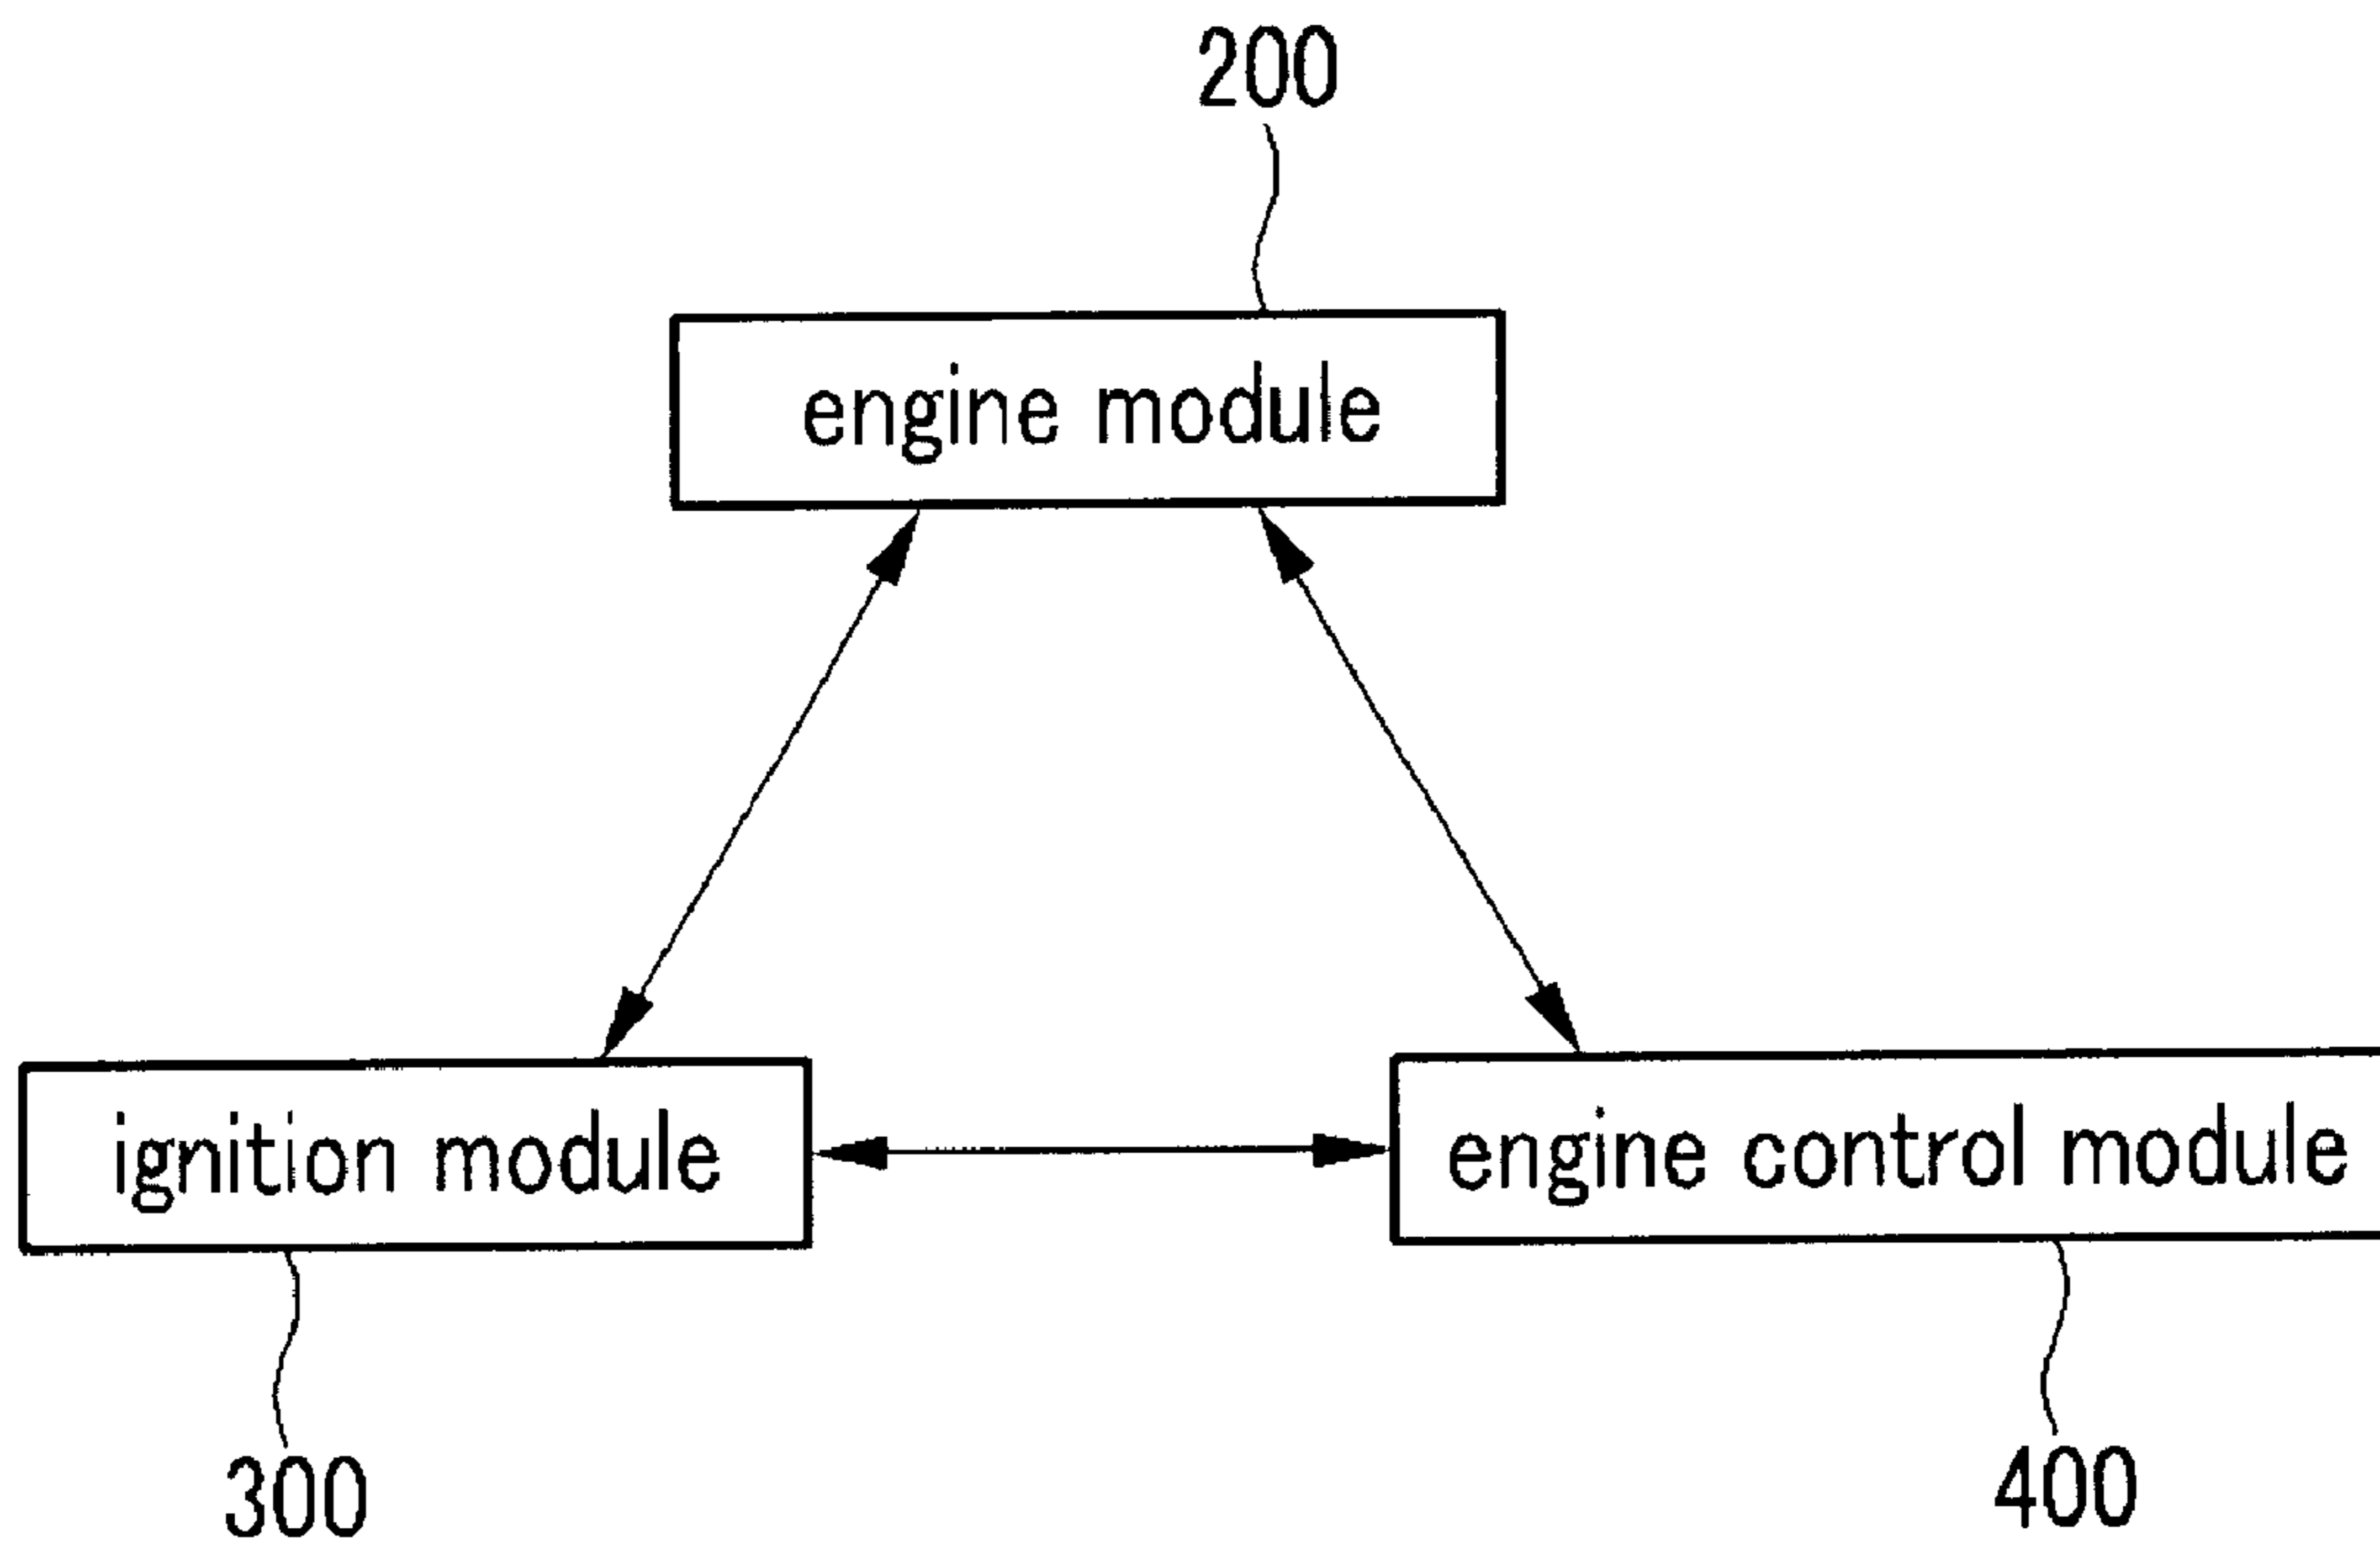 200
engine module
ignition module
engine control module
300
400